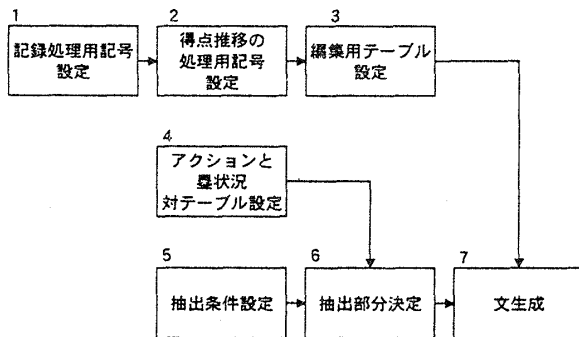 1
記録処理用記号
設定
2
得点推移の
処理用記号
設定
3
編集用テーブル
設定
4
アクションと
塁状況
対テーブル設定
5
抽出条件設定
6
抽出部分決定
7
文生成